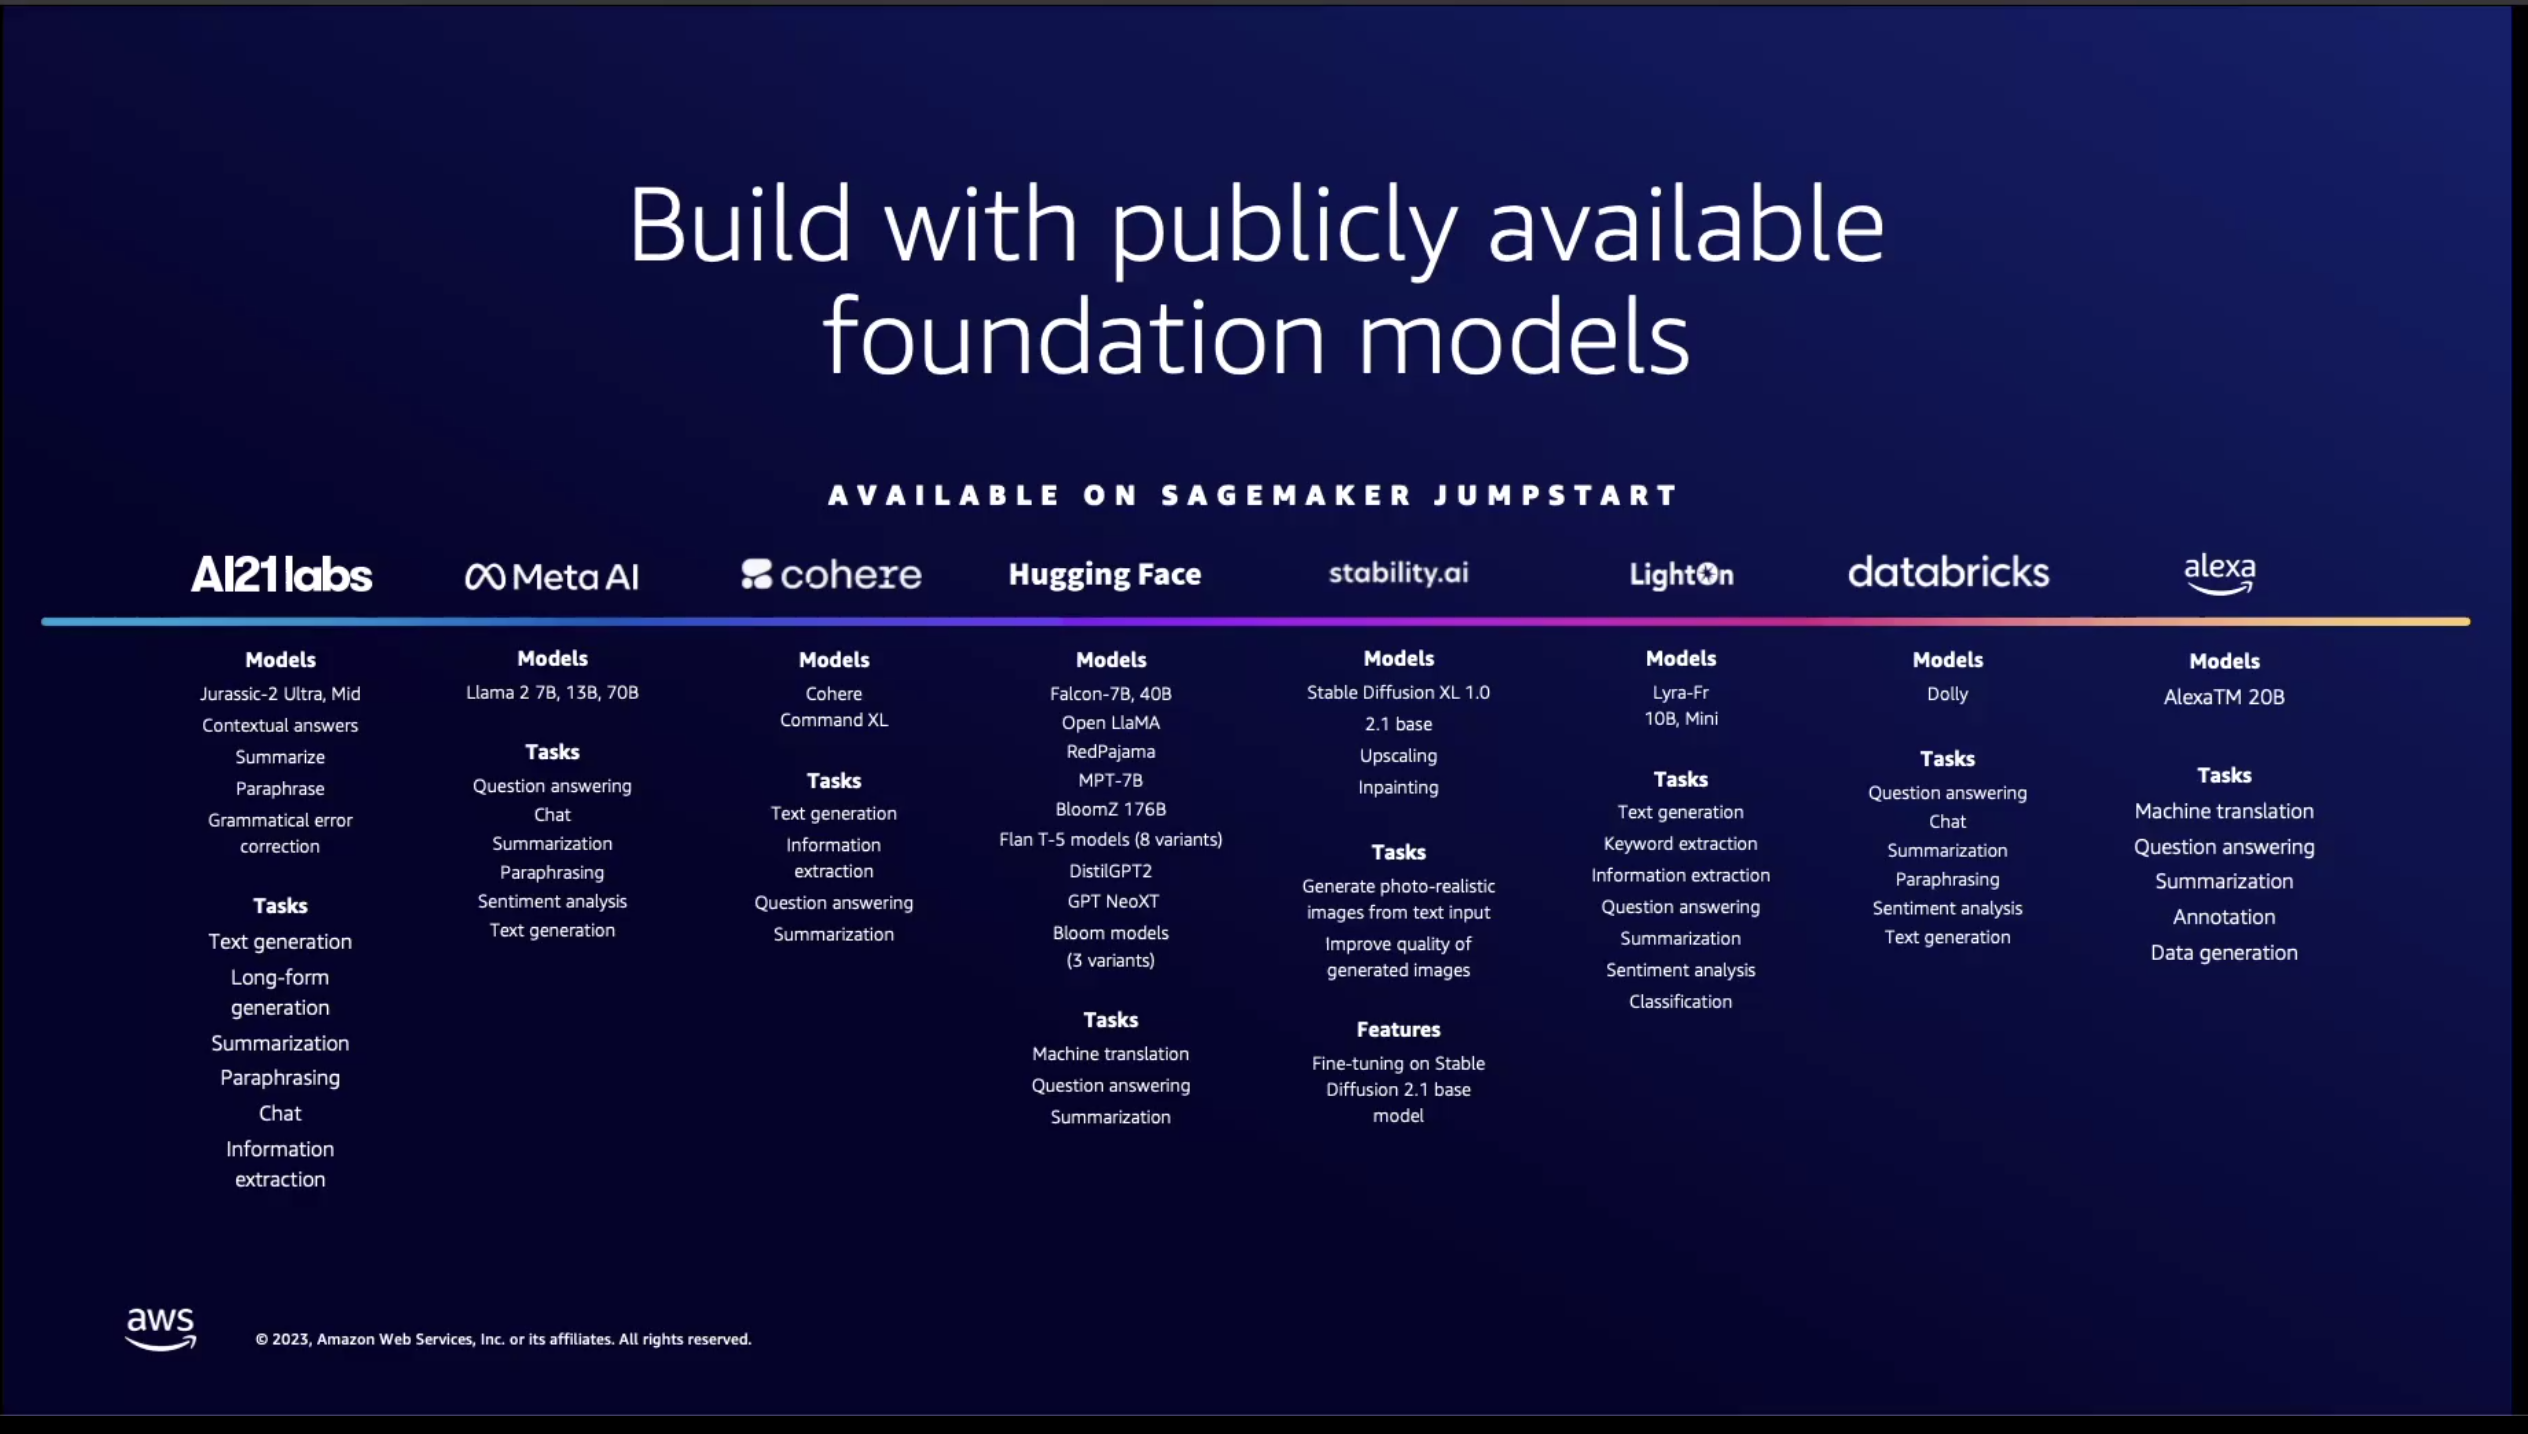 Build with publicly available
foundation models
AVAILABLE ON SAGEMAKER JUMPSTART
AI21labs
Meta AI
cohere
Hugging Face
stability.ai
LightOn
databricks
alexa
Models
Jurassic-2 Ultra, Mid
Contextual answers
Summarize
Paraphrase
Grammatical error
correction
Tasks
Text generation
Long-form
generation
Summarization
Paraphrasing
Chat
Information
extraction
Models
Llama 2 7B, 13B, 70B
Tasks
Question answering
Chat
Summarization
Paraphrasing
Sentiment analysis
Text generation
Models
Cohere
Command XL
Tasks
Text generation
Information
extraction
Question answering
Summarization
Models
Falcon-7B, 40B
Open LlaMA
RedPajama
MPT-7B
BloomZ 176B
Flan T-5 models (8 variants)
DistilGPT2
GPT NeoXT
Bloom models
(3 variants)
Tasks
Machine translation
Question answering
Summarization
Models
Stable Diffusion XL 1.0
2.1 base
Upscaling
Inpainting
Tasks
Generate photo-realistic
images from text input
Improve quality of
generated images
Features
Fine-tuning on Stable
Diffusion 2.1 base
model
Models
Lyra-Fr
10B, Mini
Tasks
Text generation
Keyword extraction
Information extraction
Question answering
Summarization
Sentiment analysis
Classification
Models
Dolly
Tasks
Question answering
Chat
Summarization
Paraphrasing
Sentiment analysis
Text generation
Models
AlexaTM 20B
Tasks
Machine translation
Question answering
Summarization
Annotation
Data generation
aws
© 2023, Amazon Web Services, Inc. or its affiliates. All rights reserved.